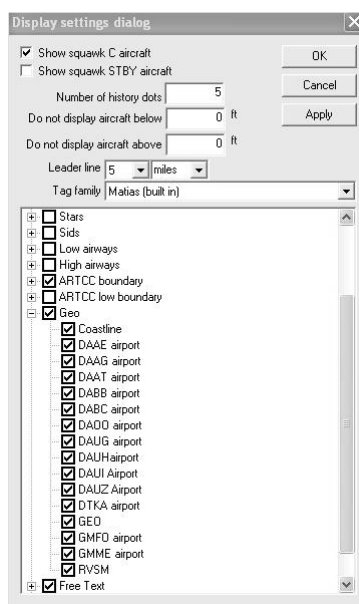 Display settings dialog
Show squawk C aircraft
OK
Show squawk STBY aircraft
Cancel
Number of history dots 5
Do not display aircraft below 0 ft
Apply
Do not display aircraft above 0 ft
Leader line 5 miles
Tag family Matias (built in)
Stars
Sids
Low airways
High airways
ARTCC boundary
ARTCC low boundary
Geo
Coastline
DAAE airport
DAAG airport
DAAT airport
DABB airport
DABC airport
DAOO airport
DAUG airport
DAUHairport
DAUI Airport
DAUZ Airport
DTKA airport
GEO
GMFO airport
GMME airport
RVSM
Free Text